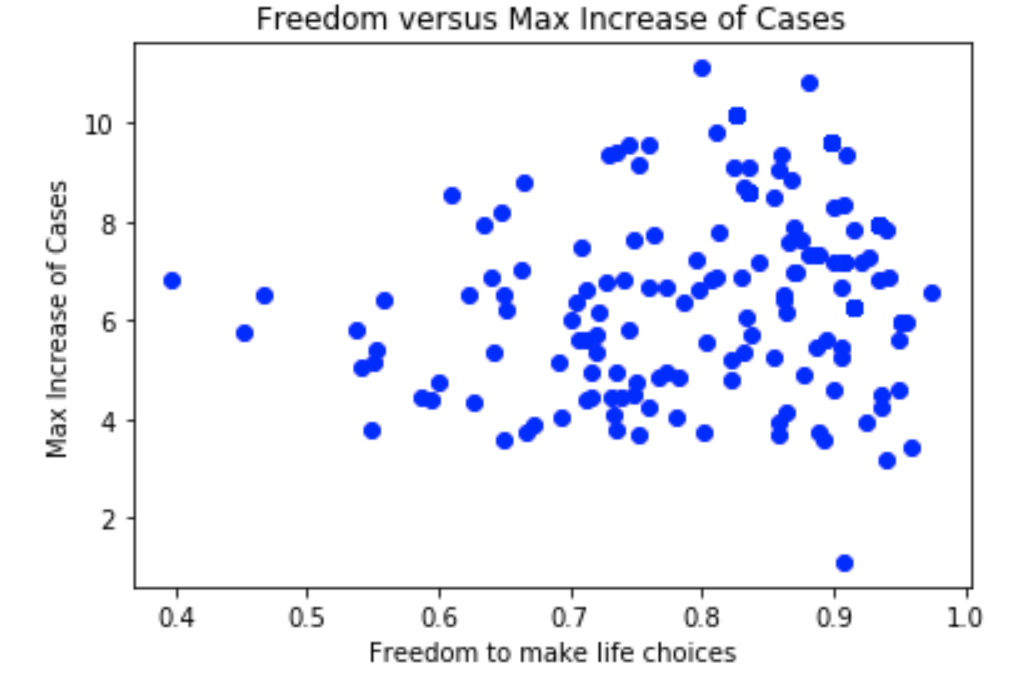 Freedom versus Max Increase of Cases
10
8
6
4
2
Max Increase of Cases
0.4 0.5 0.6 0.7 0.8 0.9 1.0
Freedom to make life choices